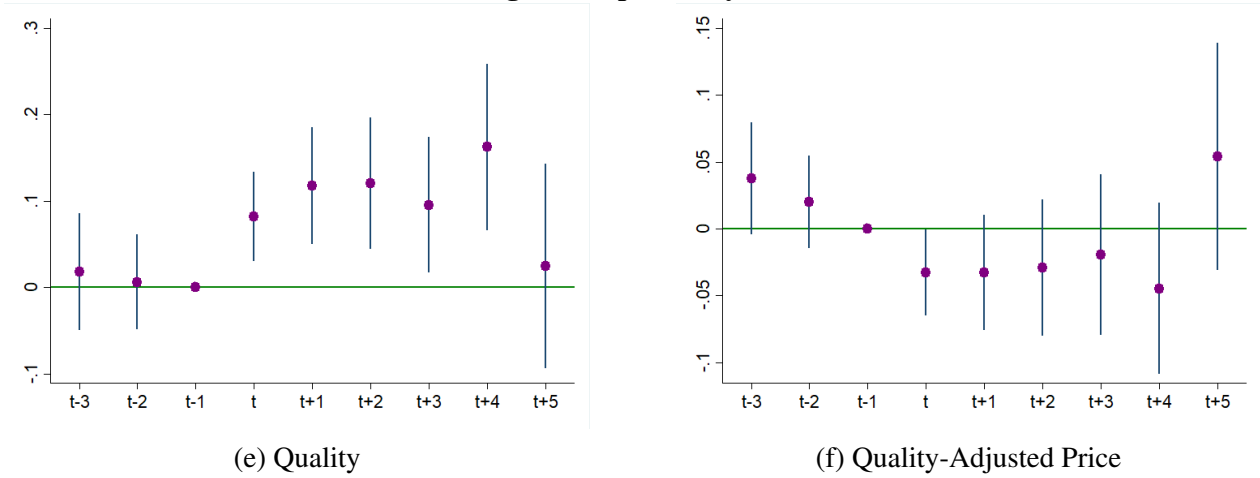 .3
.2
.1
0
-.1
t-3 t-2 t-1 t t+1 t+2 t+3 t+4 t+5
(e) Quality
.15
.1
.05
0
-.05
-.1
t-3 t-2 t-1 t t+1 t+2 t+3 t+4 t+5
(f) Quality-Adjusted Price